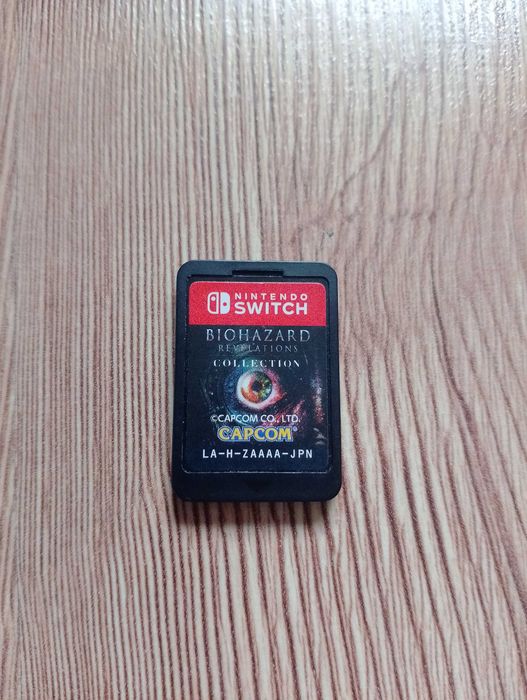 NINTENDO
SWITCH
BIOHAZARD
REVELATIONS
COLLECTION
©CAPCOM CO., LTD.
CAPCOM®
LA-H-ZAAAA-JPN